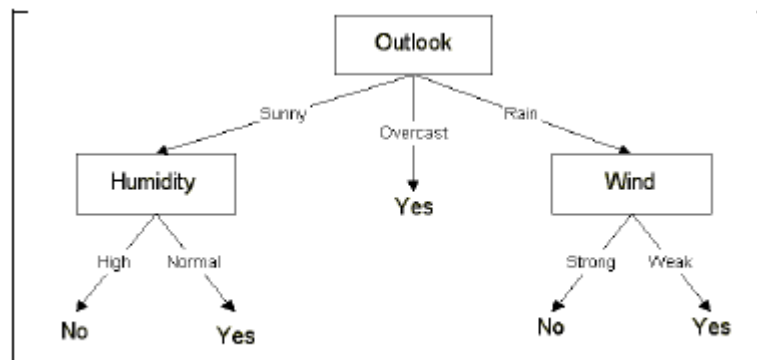 Outlook
Sunny
Overcast
Rain
Humidity
Yes
Wind
High
Normal
Strong
Weak
No
Yes
No
Yes